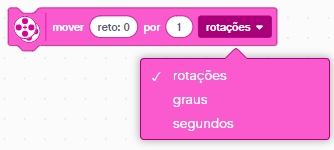 mover reto: 0 por 1 rotações
rotações
graus
segundos